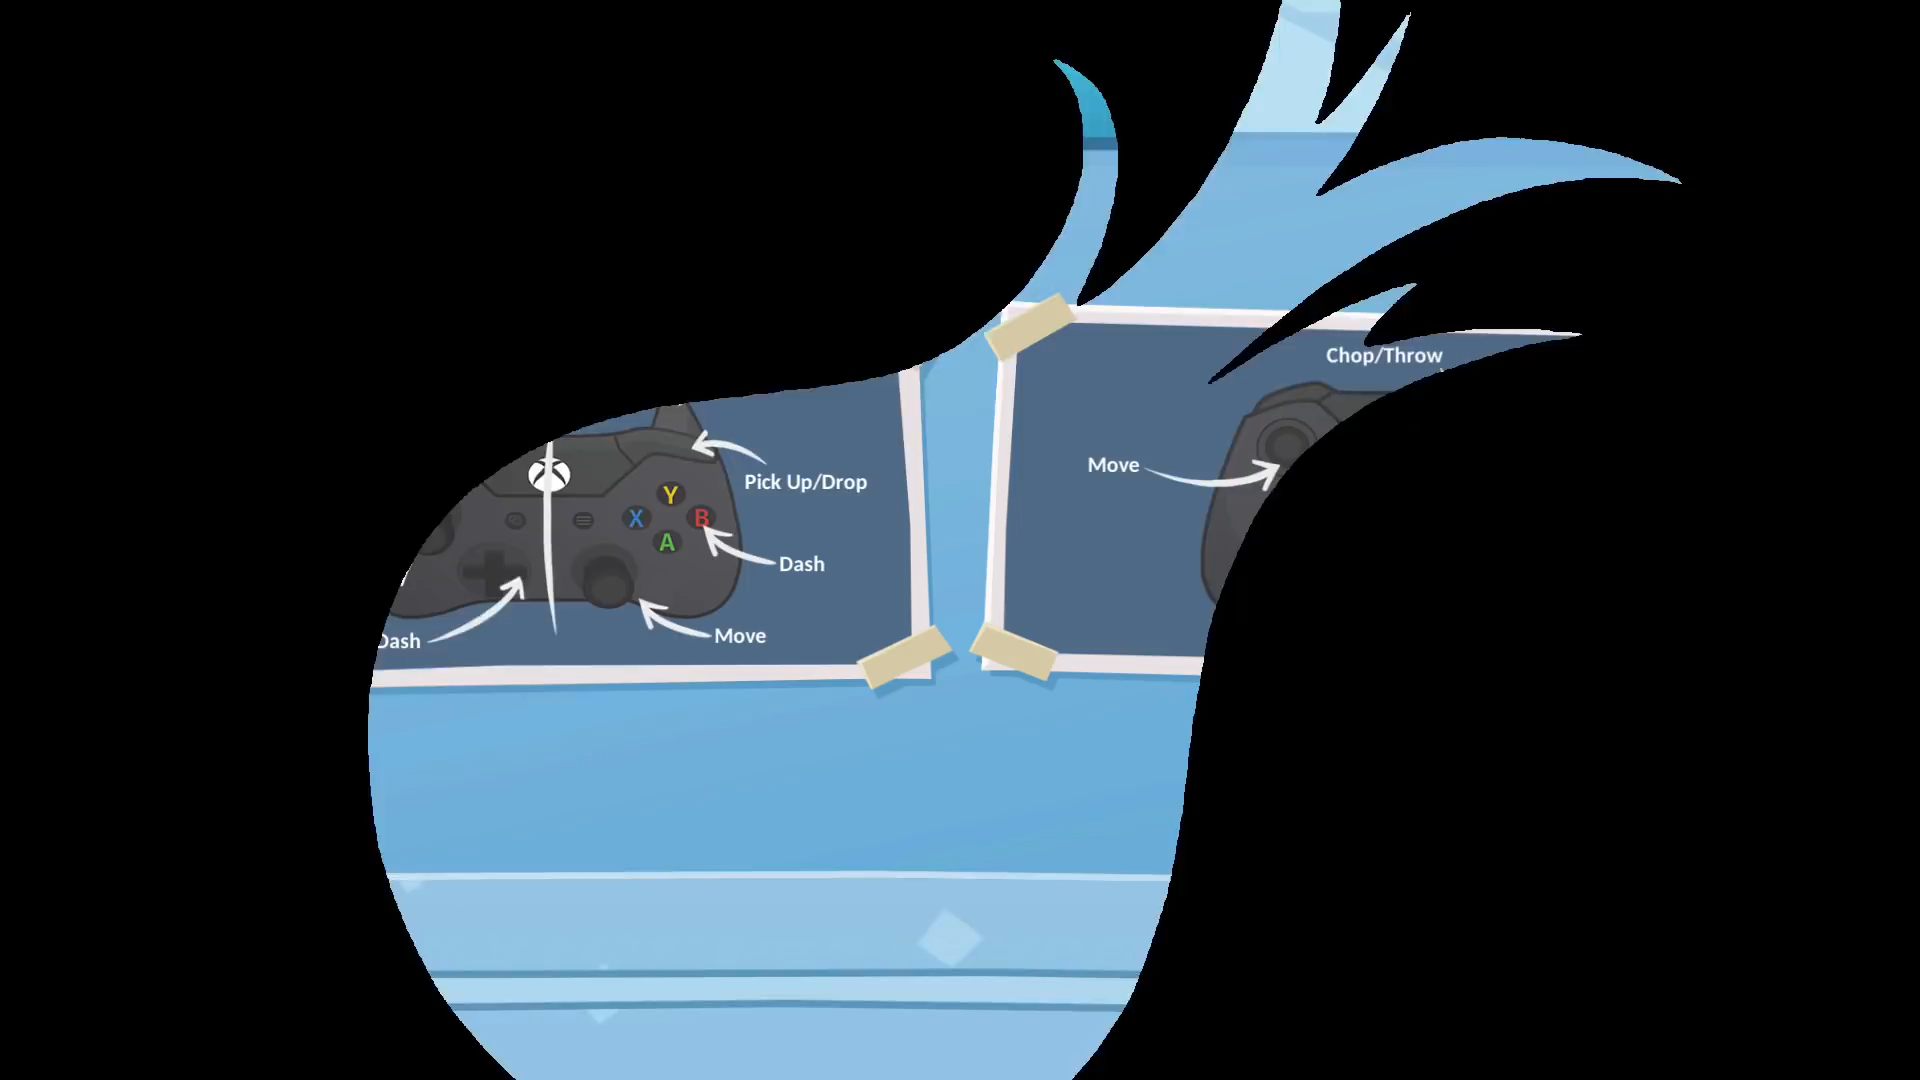 Chop/Throw
Move
Pick Up/Drop
Y
X
B
A
Dash
Dash
Move